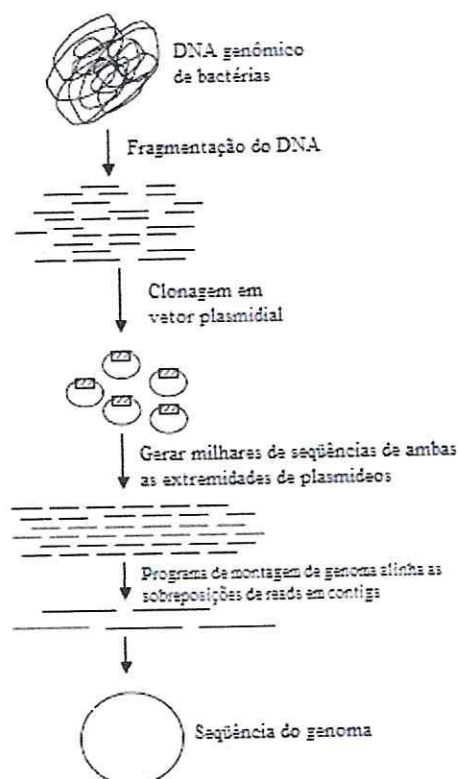 DNA genômico
de bactérias
Fragmentação do DNA
Clonagem em
vetor plasmidial
Gerar milhares de seqüências de ambas
as extremidades de plasmídeos
Programa de montagem de genoma alinha as
sobreposições de reads em contigs
Seqüência do genoma